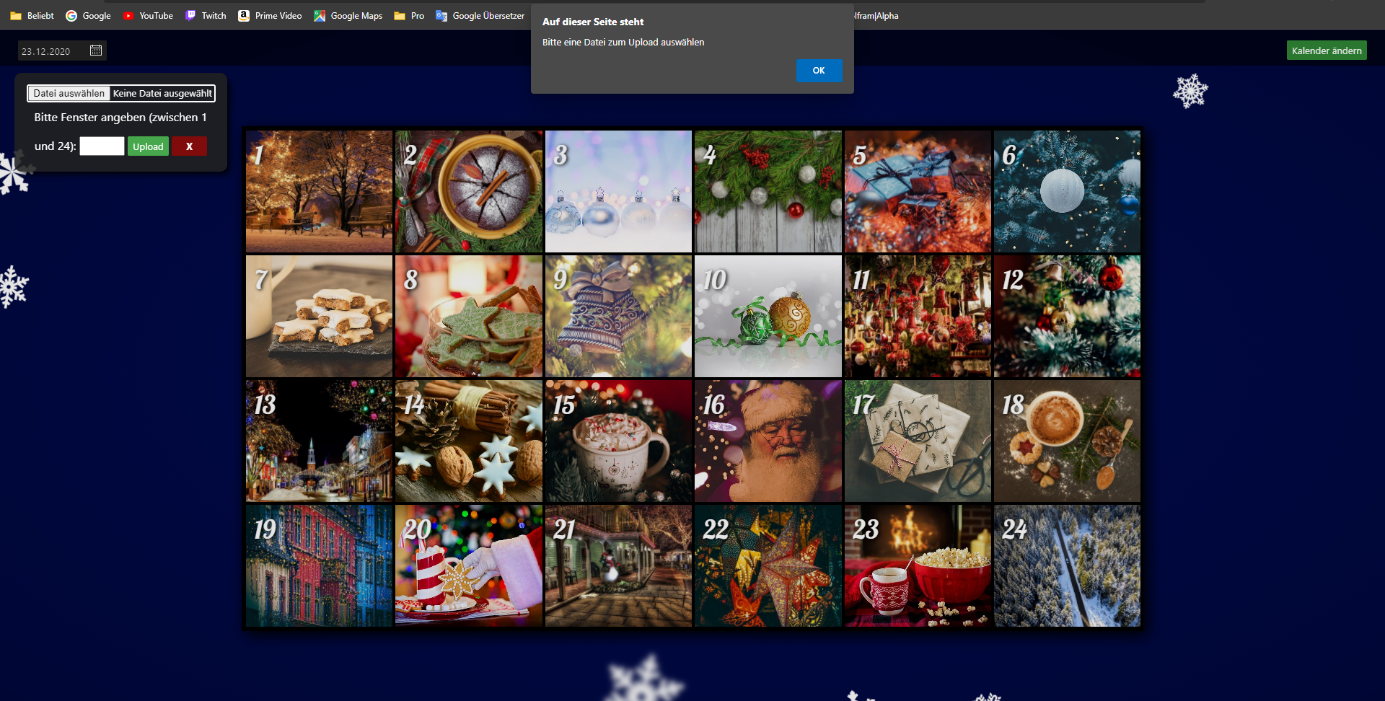 Beliebt Google YouTube Twitch Prime Video Google Maps Pro Google Übersetzer lfram|Alpha
Auf dieser Seite steht
Bitte eine Datei zum Upload auswählen
OK
23.12.2020
Kalender ändern
Datei auswählen Keine Datei ausgewählt
Bitte Fenster angeben (zwischen 1
und 24): Upload X
1 2 3 4 5 6
7 8 9 10 11 12
13 14 15 16 17 18
19 20 21 22 23 24